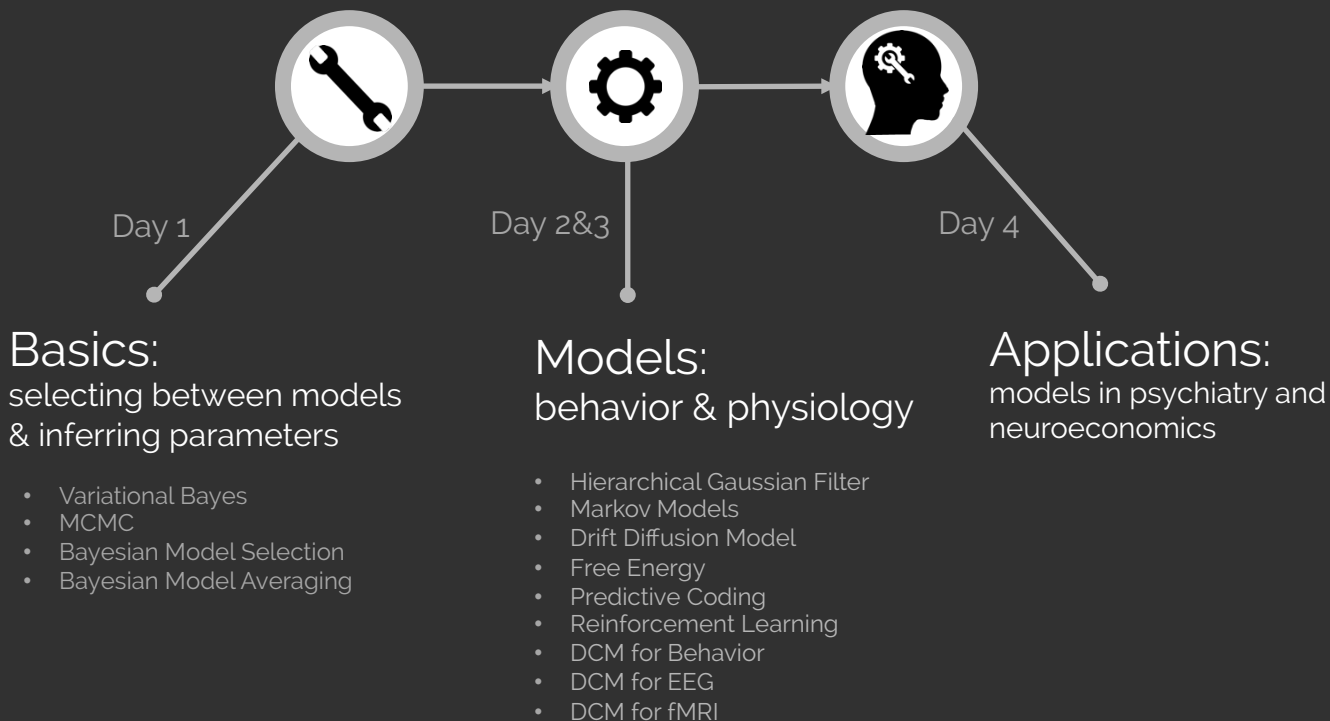 Day 1
Day 2&3
Day 4
Basics:
selecting between models
& inferring parameters
• Variational Bayes
• MCMC
• Bayesian Model Selection
• Bayesian Model Averaging
Models:
behavior & physiology
• Hierarchical Gaussian Filter
• Markov Models
• Drift Diffusion Model
• Free Energy
• Predictive Coding
• Reinforcement Learning
• DCM for Behavior
• DCM for EEG
• DCM for fMRI
Applications:
models in psychiatry and
neuroeconomics